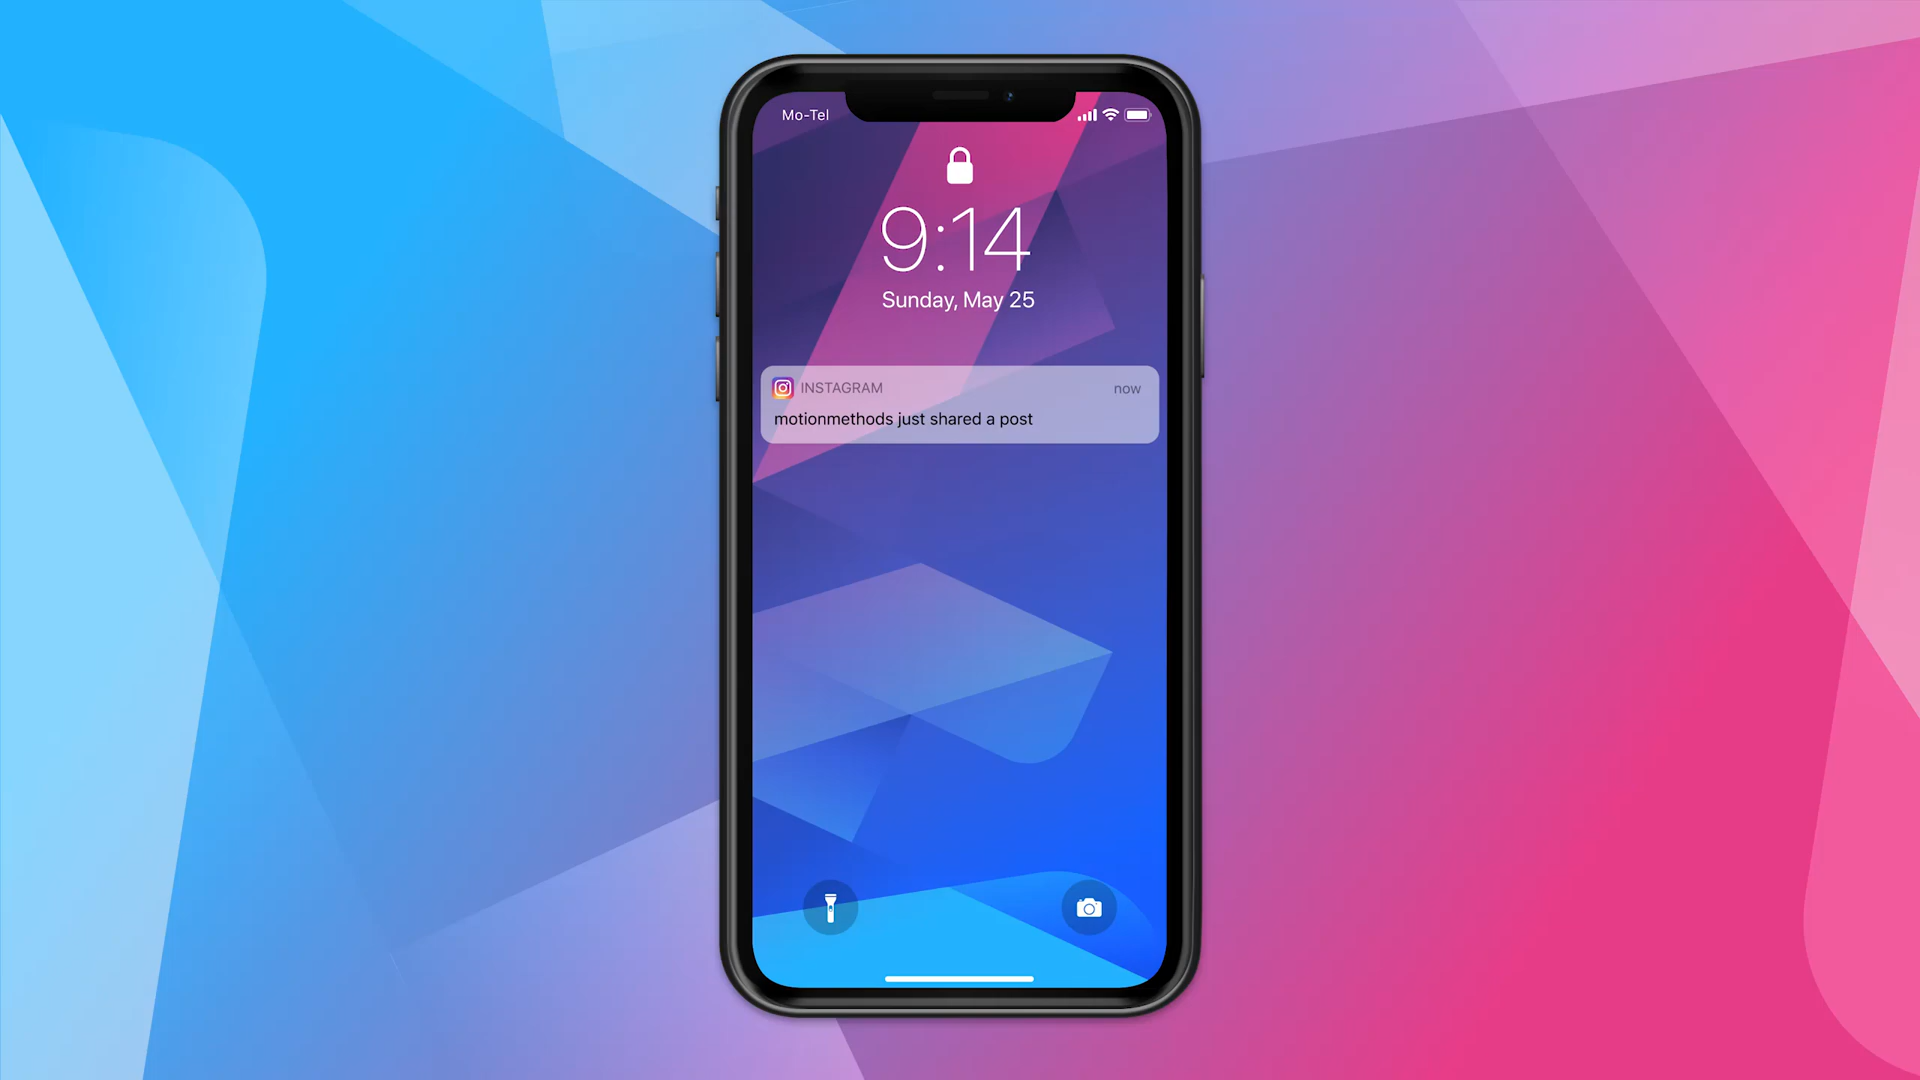 Mo-Tel
9:14
Sunday, May 25
INSTAGRAM
now
motionmethods just shared a post